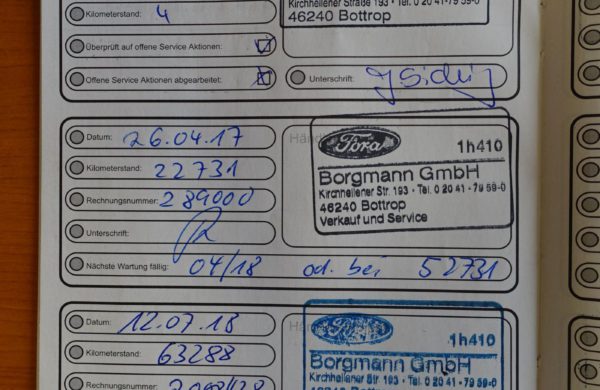 Kilometerstand: 4
Kirchhellener Straße 193 · Tel. 0 20 41-79 59-0
46240 Bottrop
Überprüft auf offene Service Aktionen:
Offene Service Aktionen abgearbeitet:
Unterschrift:
Datum: 26.04.17
Ford
1h410
Kilometerstand: 22731
Borgmann GmbH
Kirchhellener Str. 193 · Tel. 0 20 41 - 79 59-0
Rechnungsnummer: 289000
46240 Bottrop
Verkauf und Service
Unterschrift:
Nächste Wartung fällig: 04/18 od. bei 52731
Datum: 12.07.18
Ford
1h410
Kilometerstand: 63288
Borgmann GmbH
Kirchhellener Str. 193 · Tel. 0 20 41 - 79 59-0
Rechnungsnummer: